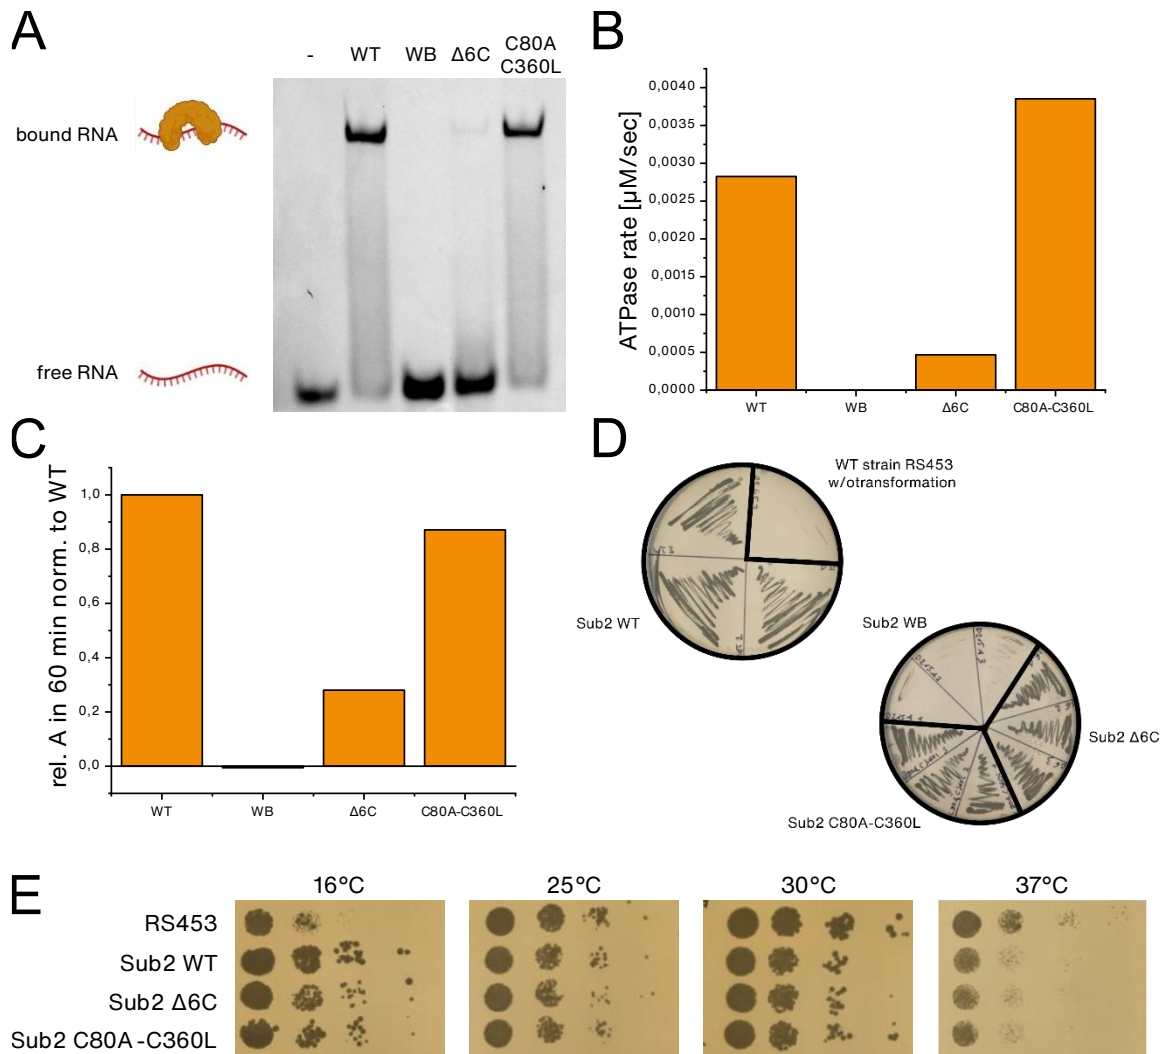 A
-
WT
WB
Δ6C
C80A
C360L
bound RNA
free RNA
B
ATPase rate [µM/sec]
0,0040
0,0035
0,0030
0,0025
0,0020
0,0015
0,0010
0,0005
0,0000
WT
WB
Δ6C
C80A-C360L
C
rel. A in 60 min norm. to WT
1,0
0,8
0,6
0,4
0,2
0,0
WT
WB
Δ6C
C80A-C360L
D
WT strain RS453
w/otransformation
Sub2 WT
Sub2 WB
Sub2 Δ6C
Sub2 C80A-C360L
E
16°C
25°C
30°C
37°C
RS453
Sub2 WT
Sub2 Δ6C
Sub2 C80A -C360L